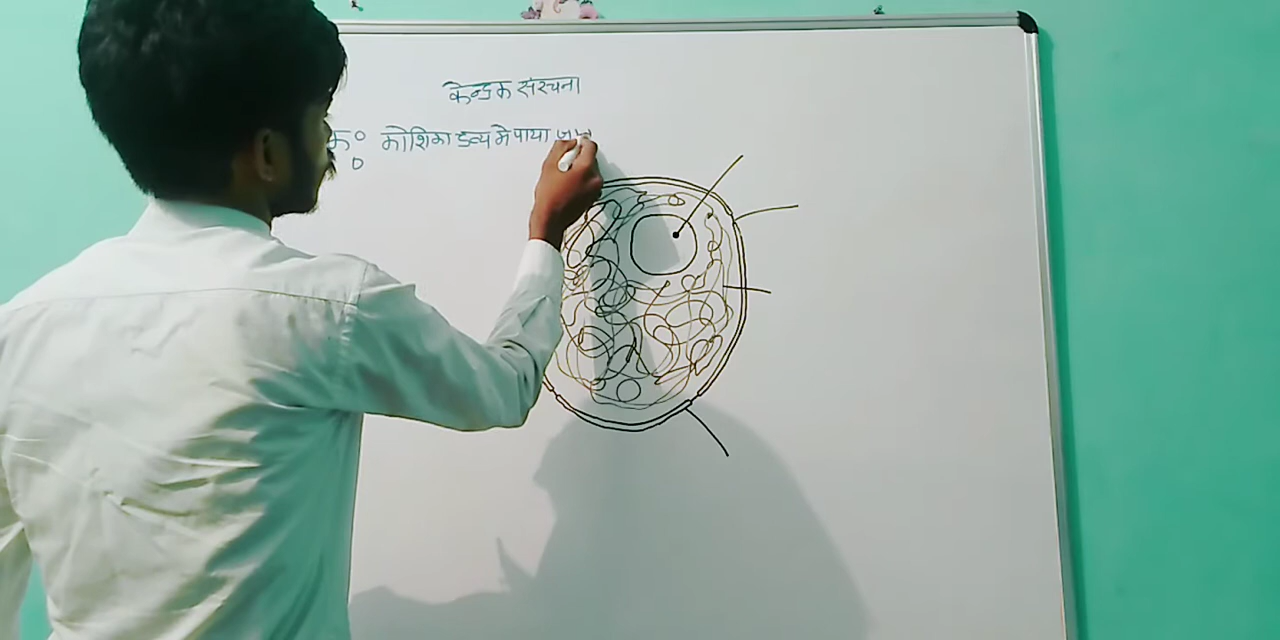 केन्द्रक संरचना
क: कोशिका द्रव्य मे पाया